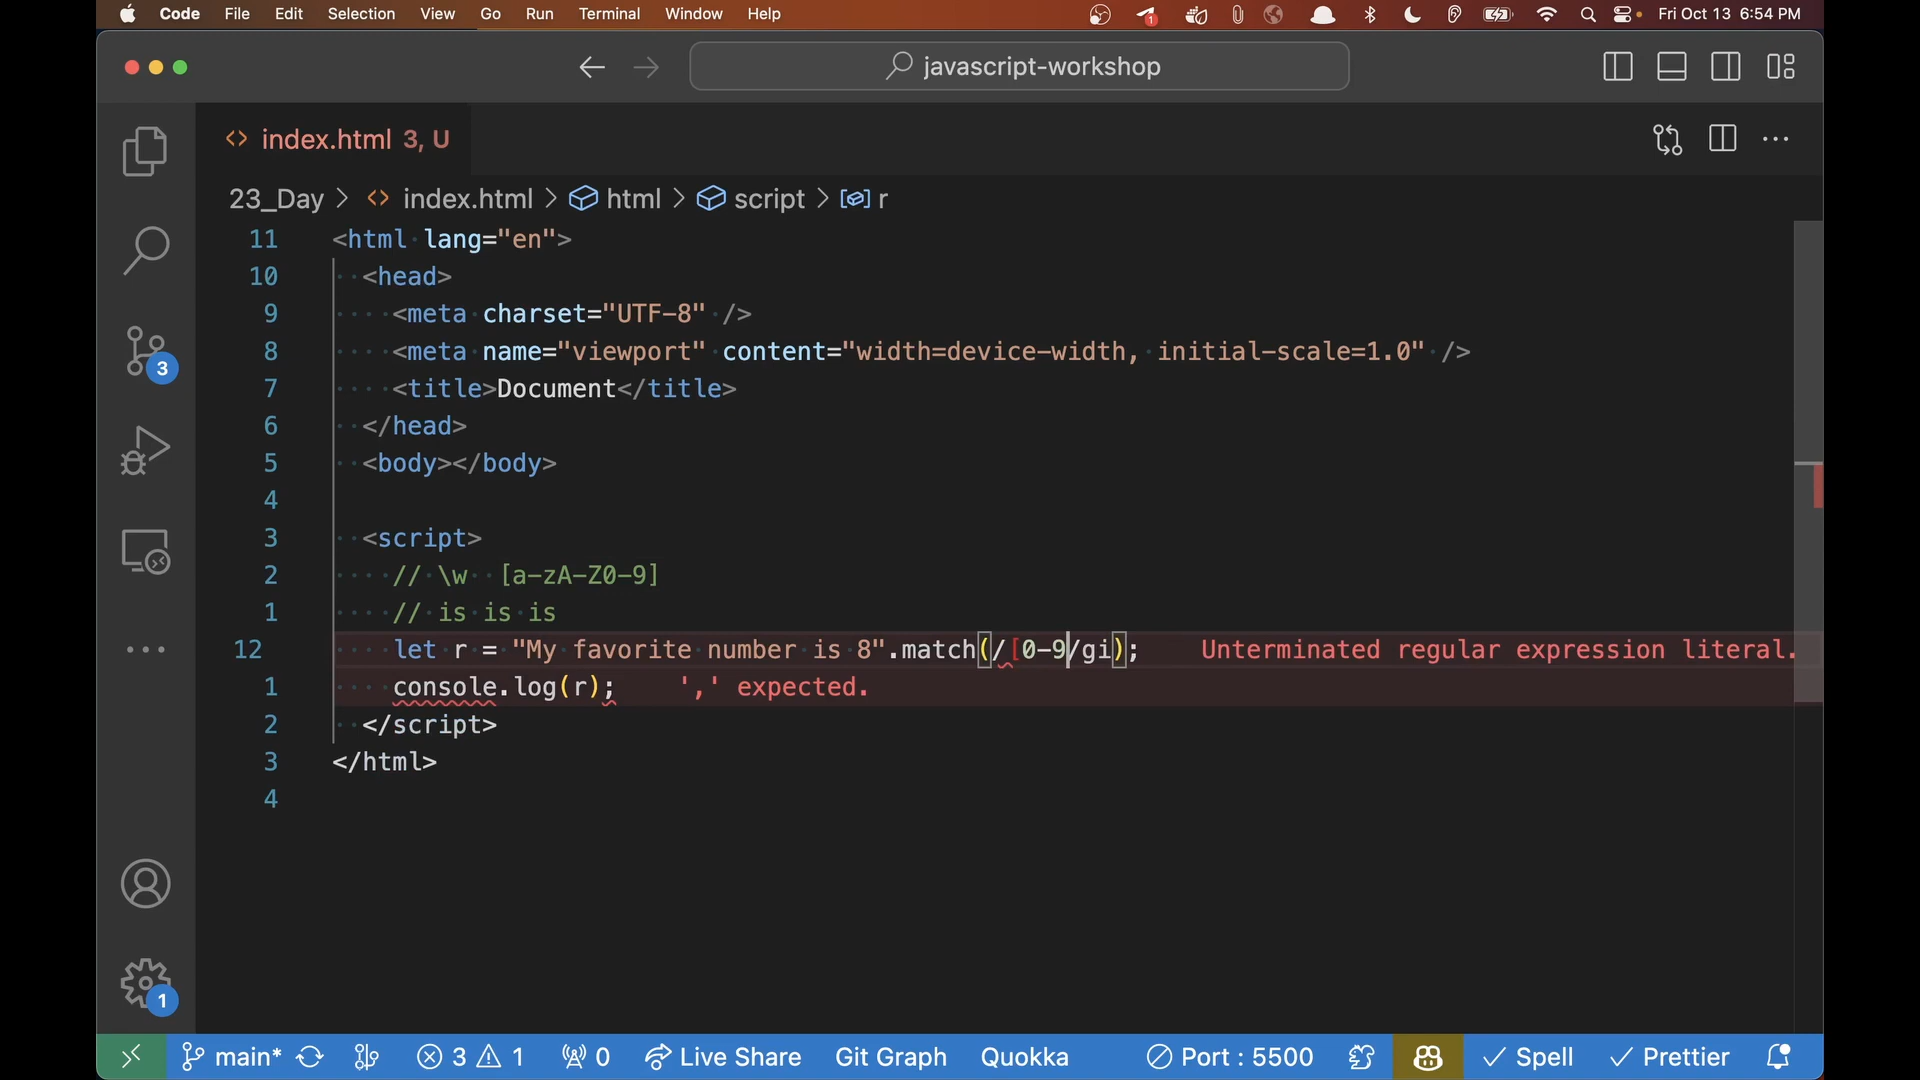 Code File Edit Selection View Go Run Terminal Window Help 1 Fri Oct 13 6:54 PM
javascript-workshop
index.html 3, U
23_Day > index.html > html > script > r
11 <html lang="en">
10 <head>
9 <meta charset="UTF-8" />
8 <meta name="viewport" content="width=device-width, initial-scale=1.0" />
7 <title>Document</title>
6 </head>
5 <body></body>
4
3 <script>
2 // \w [a-zA-Z0-9]
1 // is is is
12 let r = "My favorite number is 8".match(/[0-9/gi); Unterminated regular expression literal.
1 console.log(r); ',' expected.
2 </script>
3 </html>
4
3
1
main* 3 1 0 Live Share Git Graph Quokka Port : 5500 Spell Prettier